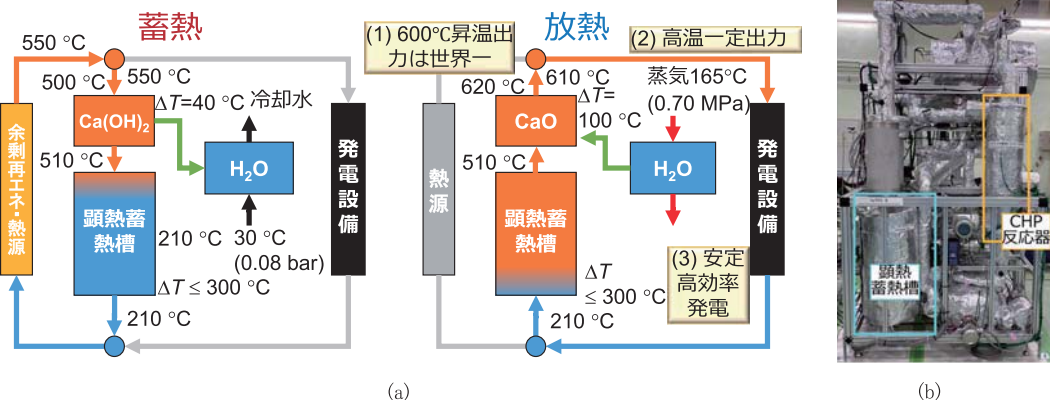 蓄熱
550 ℃
500 ℃
550 ℃
ΔT=40 ℃
冷却水
余剰再エネ・熱源
Ca(OH)₂
510 ℃
H₂O
顕熱蓄
熱槽
210 ℃
30 ℃
(0.08 bar)
ΔT ≤ 300 ℃
210 ℃
発電設備
放熱
(1) 600℃昇温出
力は世界一
(2) 高温一定出力
610 ℃
620 ℃
ΔT=
100 ℃
蒸気165℃
(0.70 MPa)
CaO
510 ℃
H₂O
熱源
顕熱蓄
熱槽
ΔT
≤ 300 ℃
210 ℃
(3) 安定
高効率
発電
発電設備
CHP
反応器
顕熱
蓄熱槽
(a)
(b)